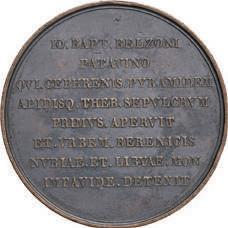 IO. BAPT. BELZONI
PATAVINO
QVI. CEPHRENIS. PYRAMIDEM
APIDISQ. THEB. SEPVLCRVM
PRIMVS. APERVIT
ET. VRBEM. BERENICIS
NVBIAE. ET. LIBYAE. MON
IMPAVIDE. DETEXIT